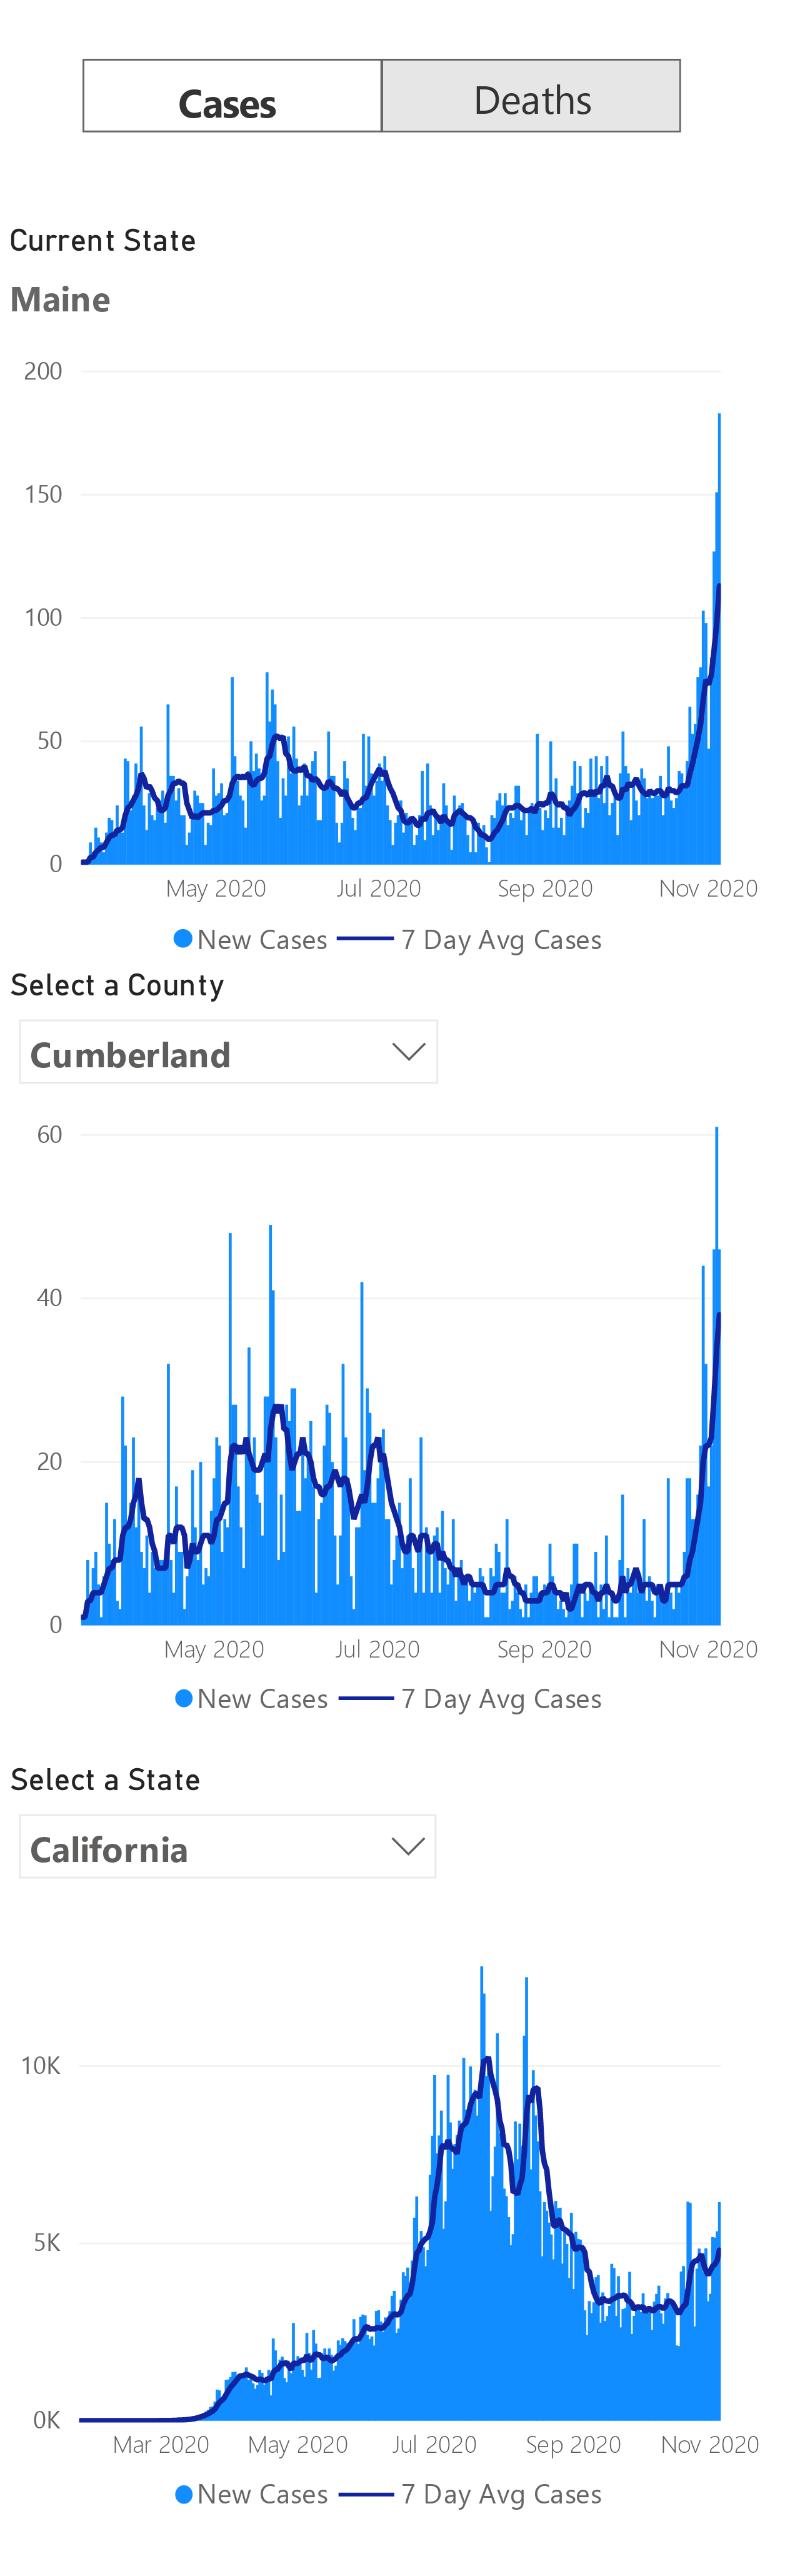 Cases Deaths
Current State
Maine
200
150
100
50
0
May 2020 Jul 2020 Sep 2020 Nov 2020
New Cases 7 Day Avg Cases
Select a County
Cumberland
60
40
20
0
May 2020 Jul 2020 Sep 2020 Nov 2020
New Cases 7 Day Avg Cases
Select a State
California
10K
5K
0K
Mar 2020 May 2020 Jul 2020 Sep 2020 Nov 2020
New Cases 7 Day Avg Cases